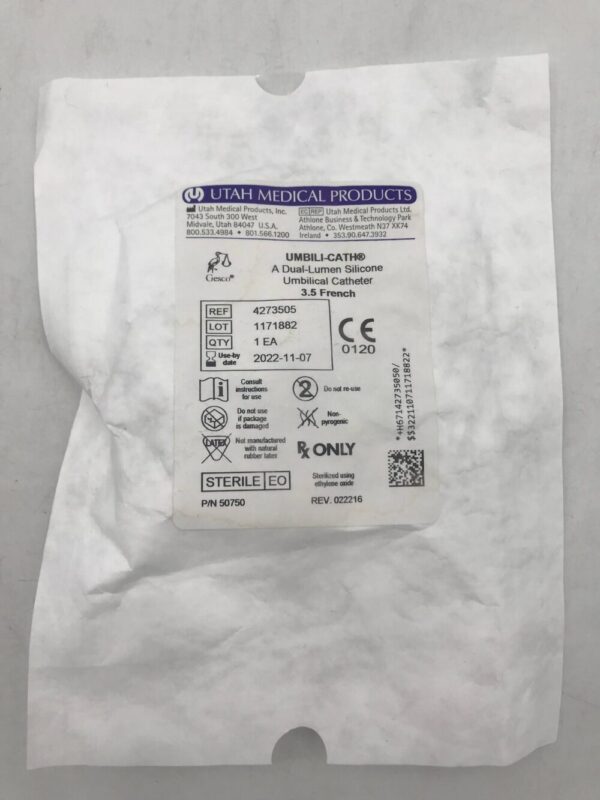 UTAH MEDICAL PRODUCTS
Utah Medical Products, Inc.
7043 South 300 West
Midvale, Utah 84047 U.S.A.
800.533.4984 • 801.566.1200
EC REP Utah Medical Products Ltd.
Athlone Business & Technology Park
Athlone, Co. Westmeath N37 XK74
Ireland • 353.90.647.3932
Gesco®
UMBILI-CATH®
A Dual-Lumen Silicone
Umbilical Catheter
3.5 French
REF 4273505
LOT 1171882
QTY 1 EA
Use-by date 2022-11-07
CE
0120
Consult
instructions
for use
2
Do not re-use
Do not use
if package
is damaged
Non-
pyrogenic
LATEX
Not manufactured
with natural
rubber latex
Rx ONLY
STERILE EO
Sterilized using
ethylene oxide
P/N 50750
REV. 022216
*+H67142735050/
$$322110711718822*